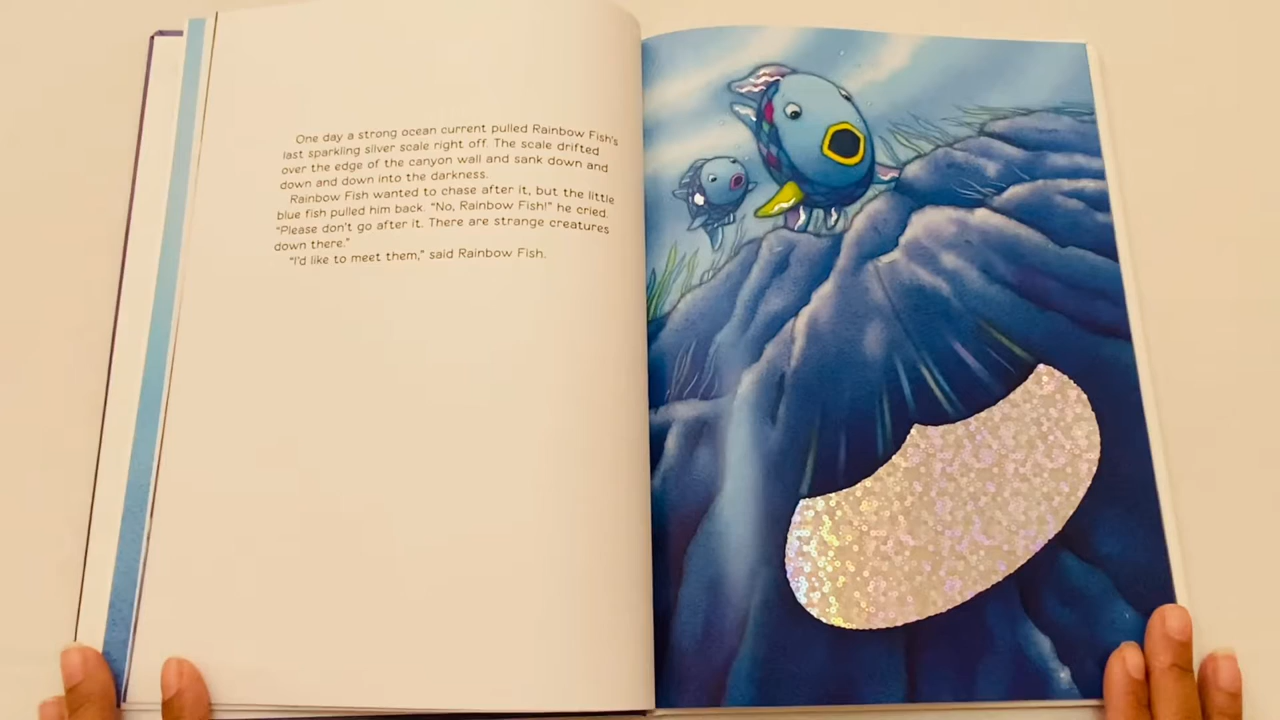 One day a strong ocean current pulled Rainbow Fish's
last sparkling silver scale right off. The scale drifted
over the edge of the canyon wall and sank down and
down and down into the darkness.
Rainbow Fish wanted to chase after it, but the little
blue fish pulled him back. "No, Rainbow Fish!" he cried.
"Please don't go after it. There are strange creatures
down there."
"I'd like to meet them," said Rainbow Fish.